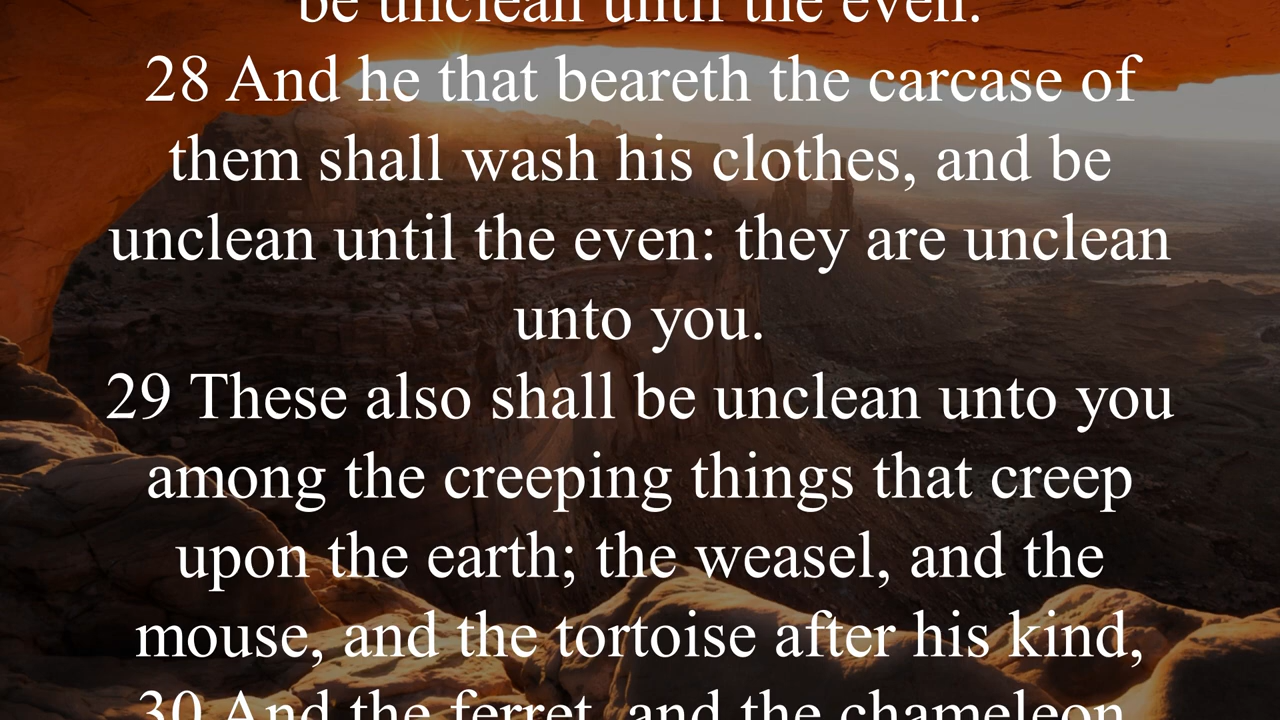 be unclean until the even.
28 And he that beareth the carcase of
them shall wash his clothes, and be
unclean until the even: they are unclean
unto you.
29 These also shall be unclean unto you
among the creeping things that creep
upon the earth; the weasel, and the
mouse, and the tortoise after his kind,
30 And the ferret, and the chameleon,